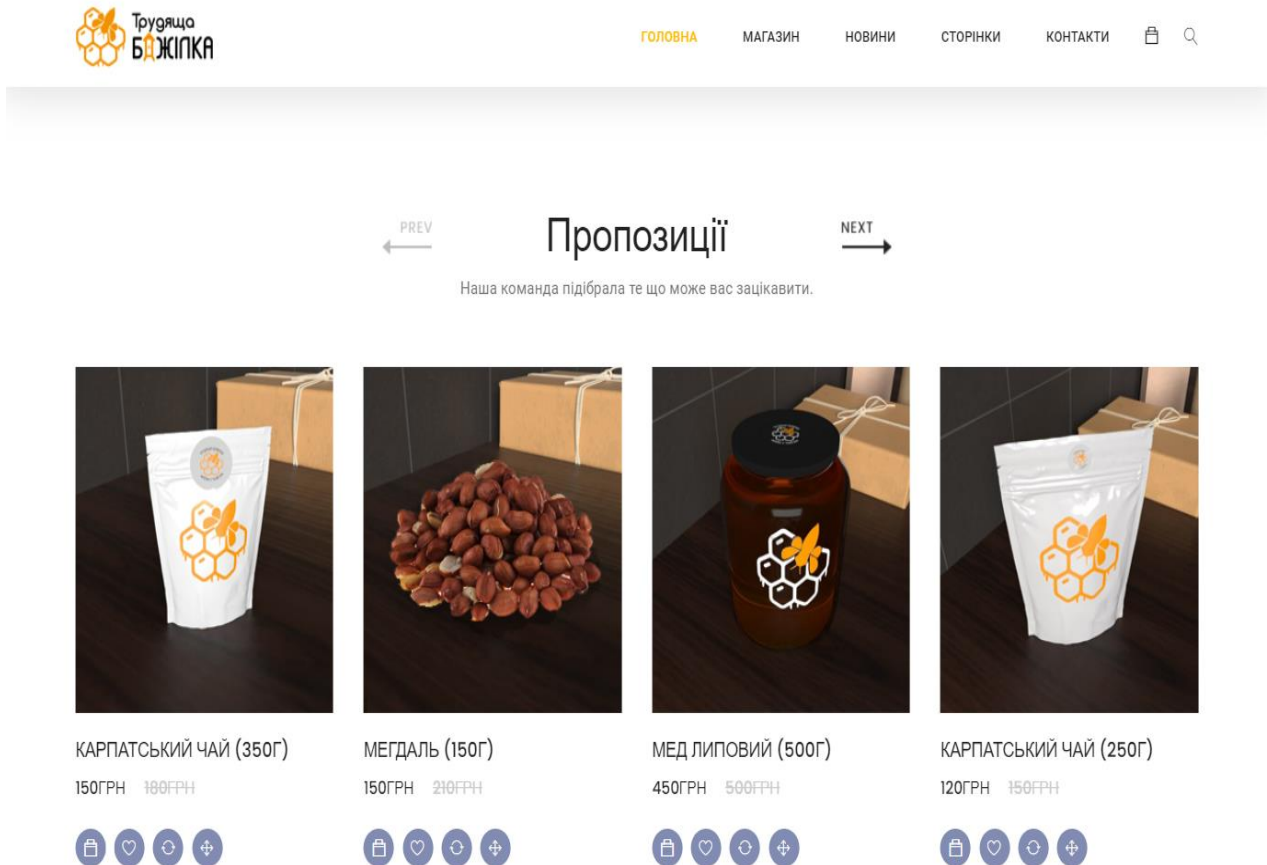 Трудяща
БДЖІЛКА
ГОЛОВНА МАГАЗИН НОВИНИ СТОРІНКИ КОНТАКТИ
PREV Пропозиції NEXT
Наша команда підібрала те що може вас зацікавити.
КАРПАТСЬКИЙ ЧАЙ (350Г) МЕГДАЛЬ (150Г) МЕД ЛИПОВИЙ (500Г) КАРПАТСЬКИЙ ЧАЙ (250Г)
150ГРН 180ГРН 150ГРН 210ГРН 450ГРН 500ГРН 120ГРН 150ГРН